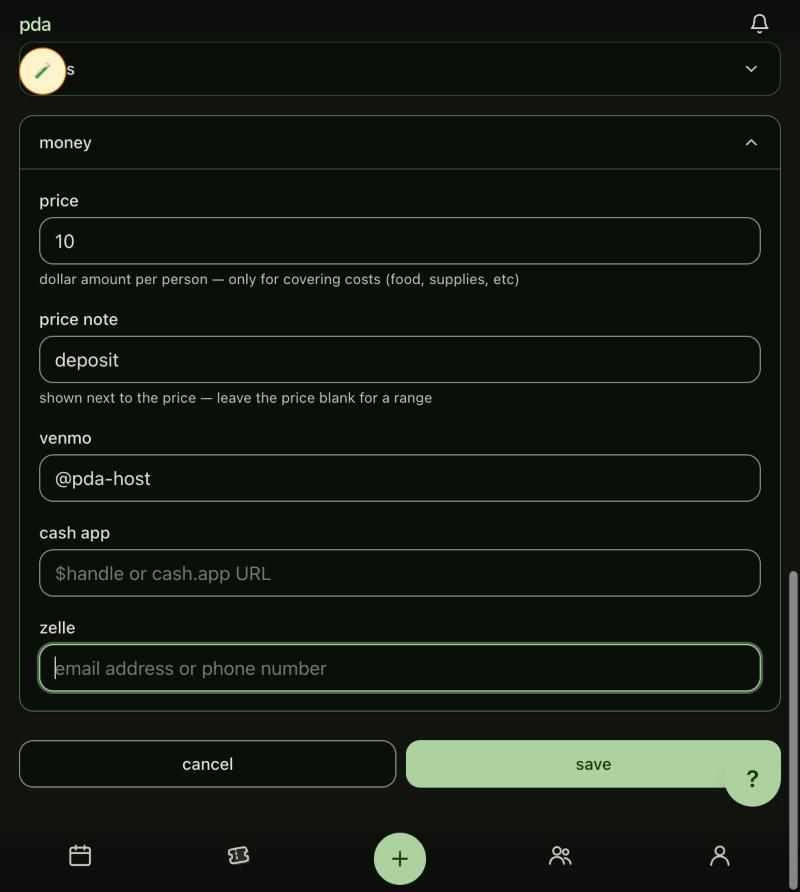 pda
s
money
price
10
dollar amount per person — only for covering costs (food, supplies, etc)
price note
deposit
shown next to the price — leave the price blank for a range
venmo
@pda-host
cash app
$handle or cash.app URL
zelle
email address or phone number
cancel
save
?